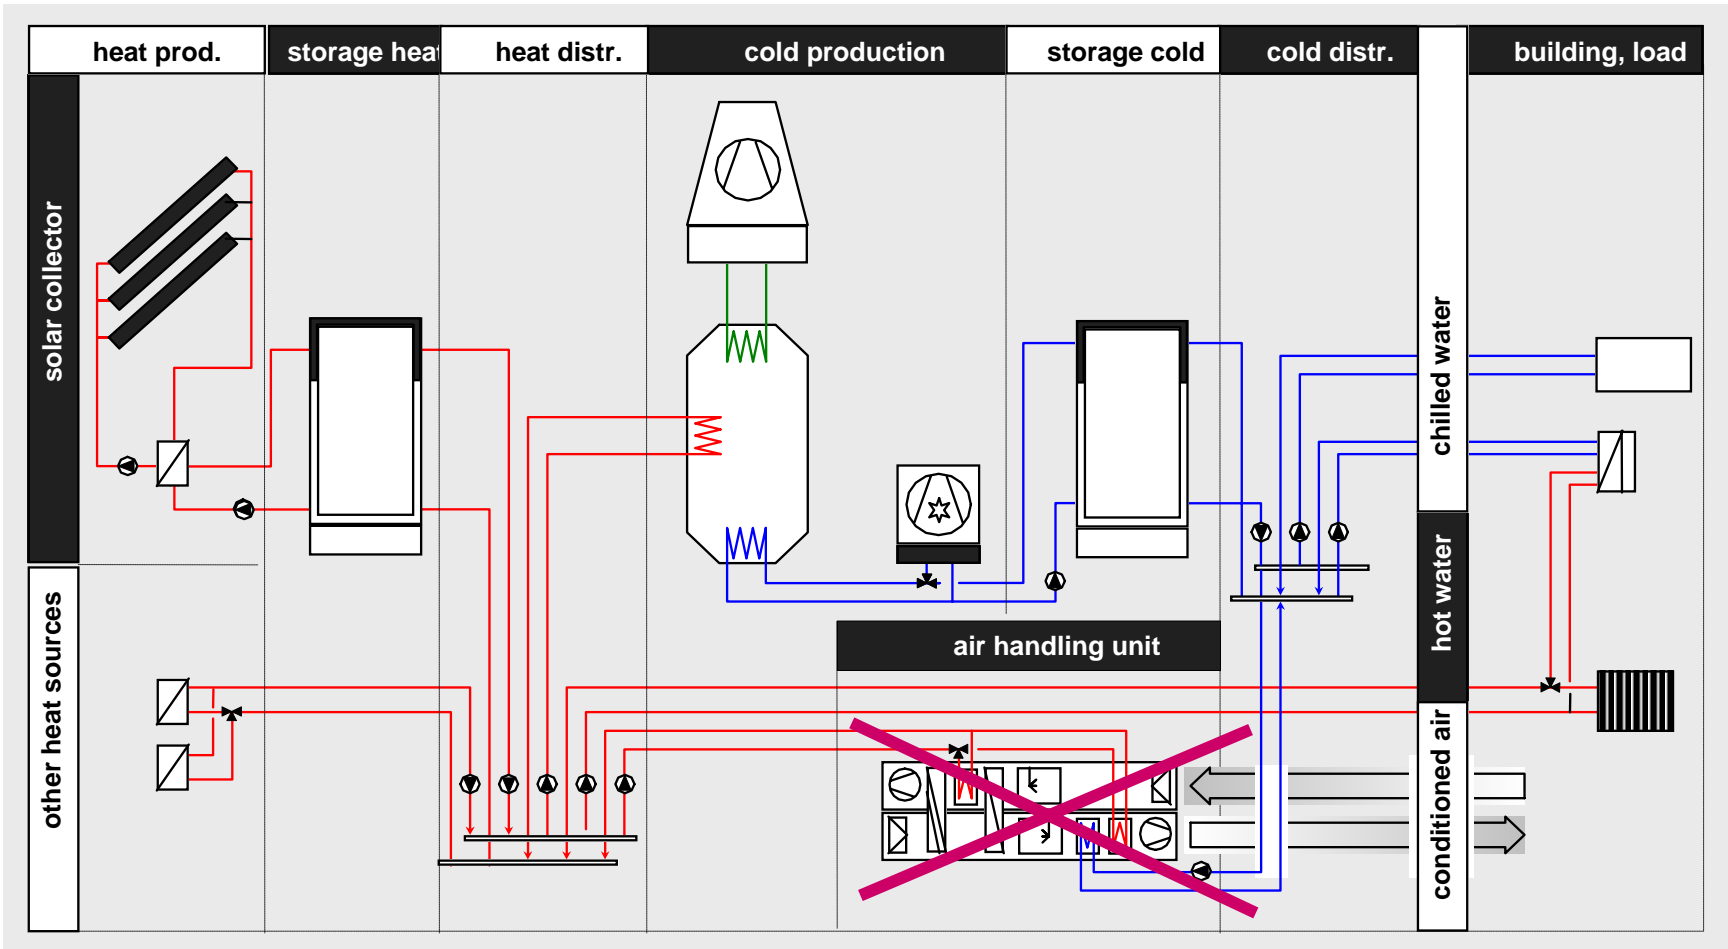 heat prod.
storage heat
heat distr.
cold production
storage cold
cold distr.
building, load
solar collector
other heat sources
chilled water
hot water
conditioned air
air handling unit